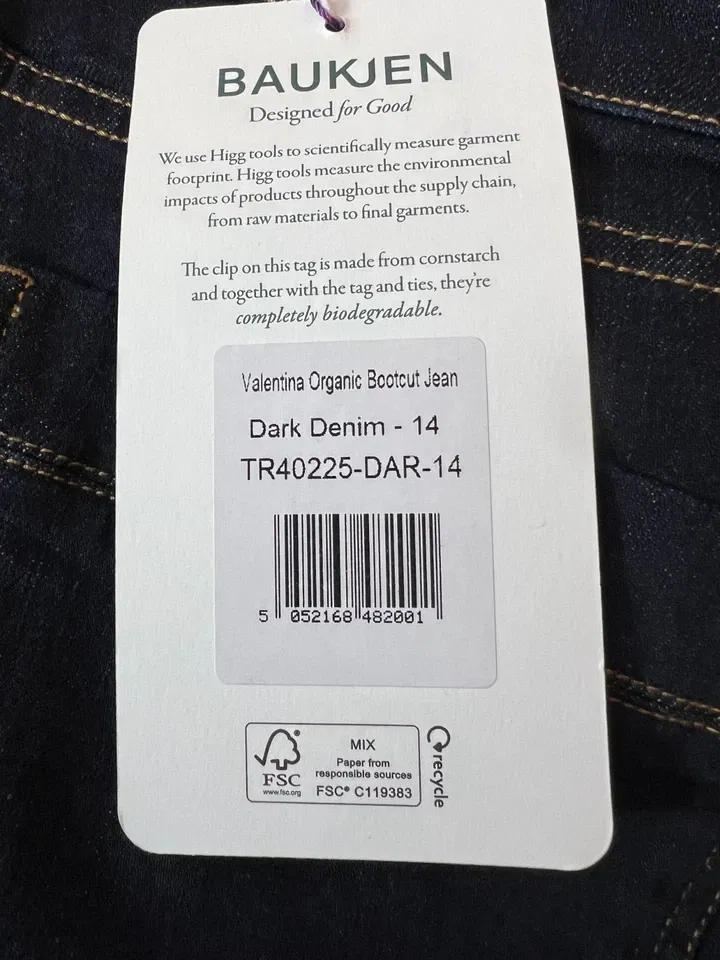 BAUKJEN
Designed for Good
We use Higg tools to scientifically measure garment
footprint. Higg tools measure the environmental
impacts of products throughout the supply chain,
from raw materials to final garments.
The clip on this tag is made from cornstarch
and together with the tag and ties, they're
completely biodegradable.
Valentina Organic Bootcut Jean
Dark Denim - 14
TR40225-DAR-14
5 052168 482001
FSC
www.fsc.org
MIX
Paper from
responsible sources
FSC® C119383
recycle